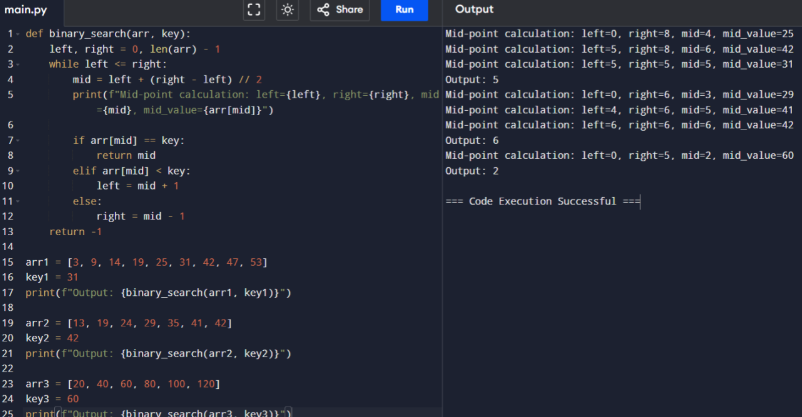 main.py
Share
Run
Output
1 def binary_search(arr, key):
2     left, right = 0, len(arr) - 1
3     while left <= right:
4         mid = left + (right - left) // 2
5         print(f"Mid-point calculation: left={left}, right={right}, mid
={mid}, mid_value={arr[mid]}")
6
7         if arr[mid] == key:
8             return mid
9         elif arr[mid] < key:
10             left = mid + 1
11         else:
12             right = mid - 1
13     return -1
14
15 arr1 = [3, 9, 14, 19, 25, 31, 42, 47, 53]
16 key1 = 31
17 print(f"Output: {binary_search(arr1, key1)}")
18
19 arr2 = [13, 19, 24, 29, 35, 41, 42]
20 key2 = 42
21 print(f"Output: {binary_search(arr2, key2)}")
22
23 arr3 = [20, 40, 60, 80, 100, 120]
24 key3 = 60
25 print(f"Output: {binary_search(arr3, key3)}")
Mid-point calculation: left=0, right=8, mid=4, mid_value=25
Mid-point calculation: left=5, right=8, mid=6, mid_value=42
Mid-point calculation: left=5, right=5, mid=5, mid_value=31
Output: 5
Mid-point calculation: left=0, right=6, mid=3, mid_value=29
Mid-point calculation: left=4, right=6, mid=5, mid_value=41
Mid-point calculation: left=6, right=6, mid=6, mid_value=42
Output: 6
Mid-point calculation: left=0, right=5, mid=2, mid_value=60
Output: 2
=== Code Execution Successful ===